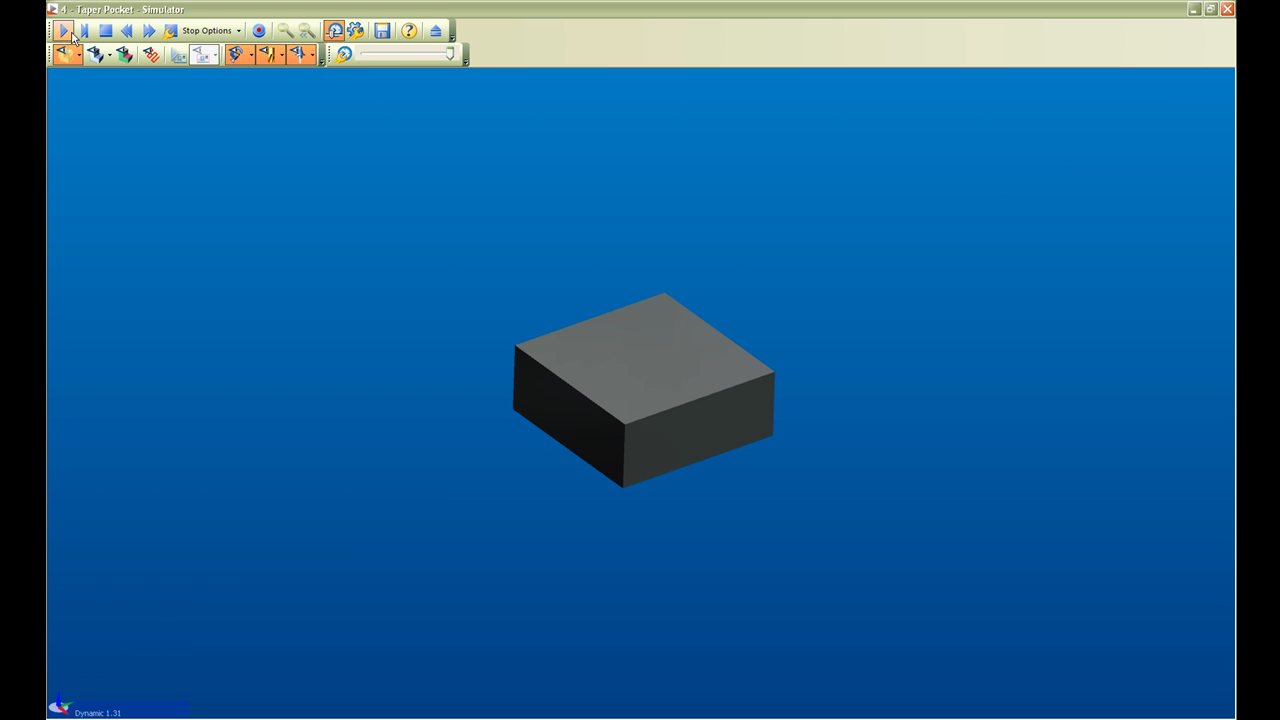 4 - Taper Pocket - Simulator
Stop Options
Dynamic 1.31